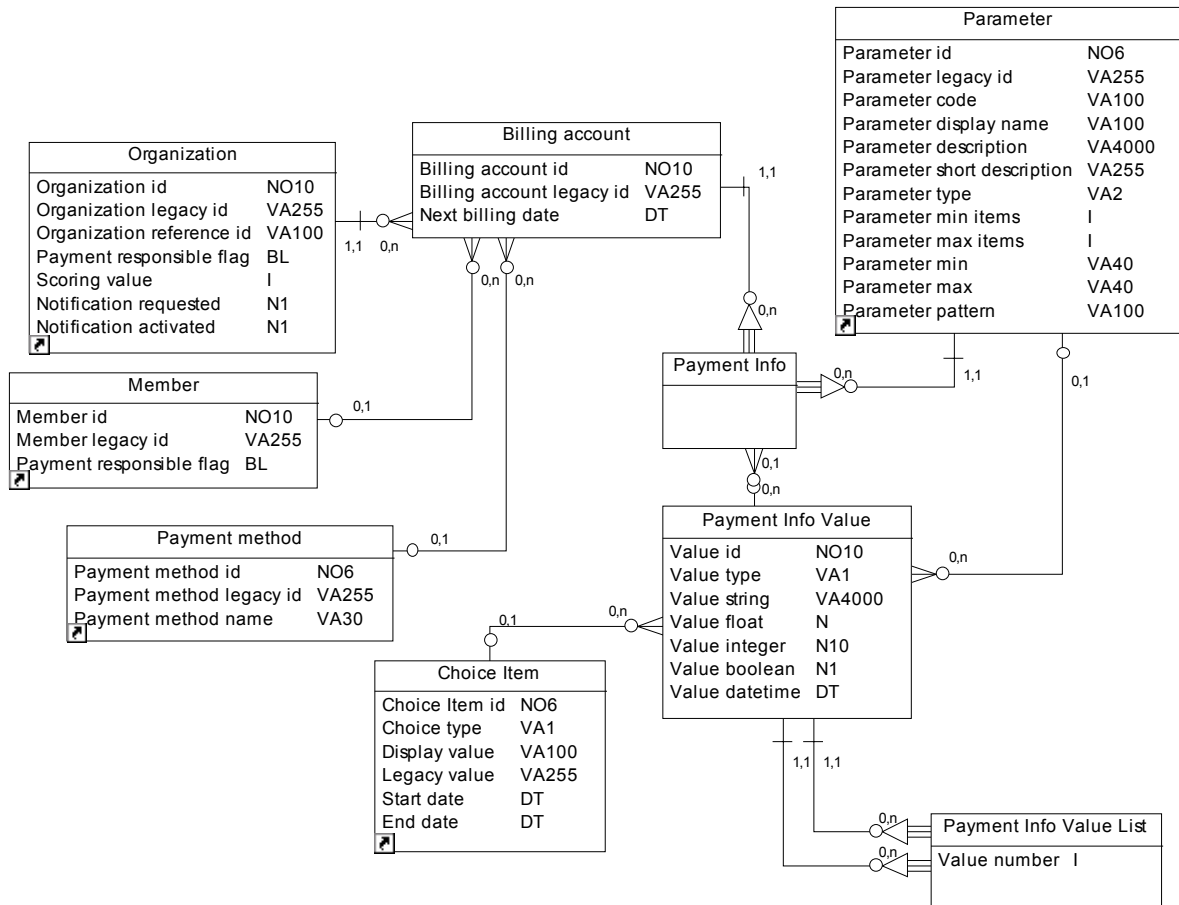 Parameter
Parameter id NO6
Parameter legacy id VA255
Parameter code VA100
Parameter display name VA100
Parameter description VA4000
Parameter short description VA255
Parameter type VA2
Parameter min items I
Parameter max items I
Parameter min VA40
Parameter max VA40
Parameter pattern VA100
Billing account
Billing account id NO10
Billing account legacy id VA255
Next billing date DT
Organization
Organization id NO10
Organization legacy id VA255
Organization reference id VA100
Payment responsible flag BL
Scoring value I
Notification requested N1
Notification activated N1
1,1
0,n
1,1
0,n
0,n
0,n
Payment Info
0,n
1,1
0,1
Member
Member id NO10
Member legacy id VA255
Payment responsible flag BL
0,1
0,1
0,n
Payment method
Payment method id NO6
Payment method legacy id VA255
Payment method name VA30
0,1
Payment Info Value
Value id NO10
Value type VA1
Value string VA4000
Value float N
Value integer N10
Value boolean N1
Value datetime DT
0,n
0,n
0,1
Choice Item
Choice Item id NO6
Choice type VA1
Display value VA100
Legacy value VA255
Start date DT
End date DT
1,1
1,1
0,n
0,n
Payment Info Value List
Value number I